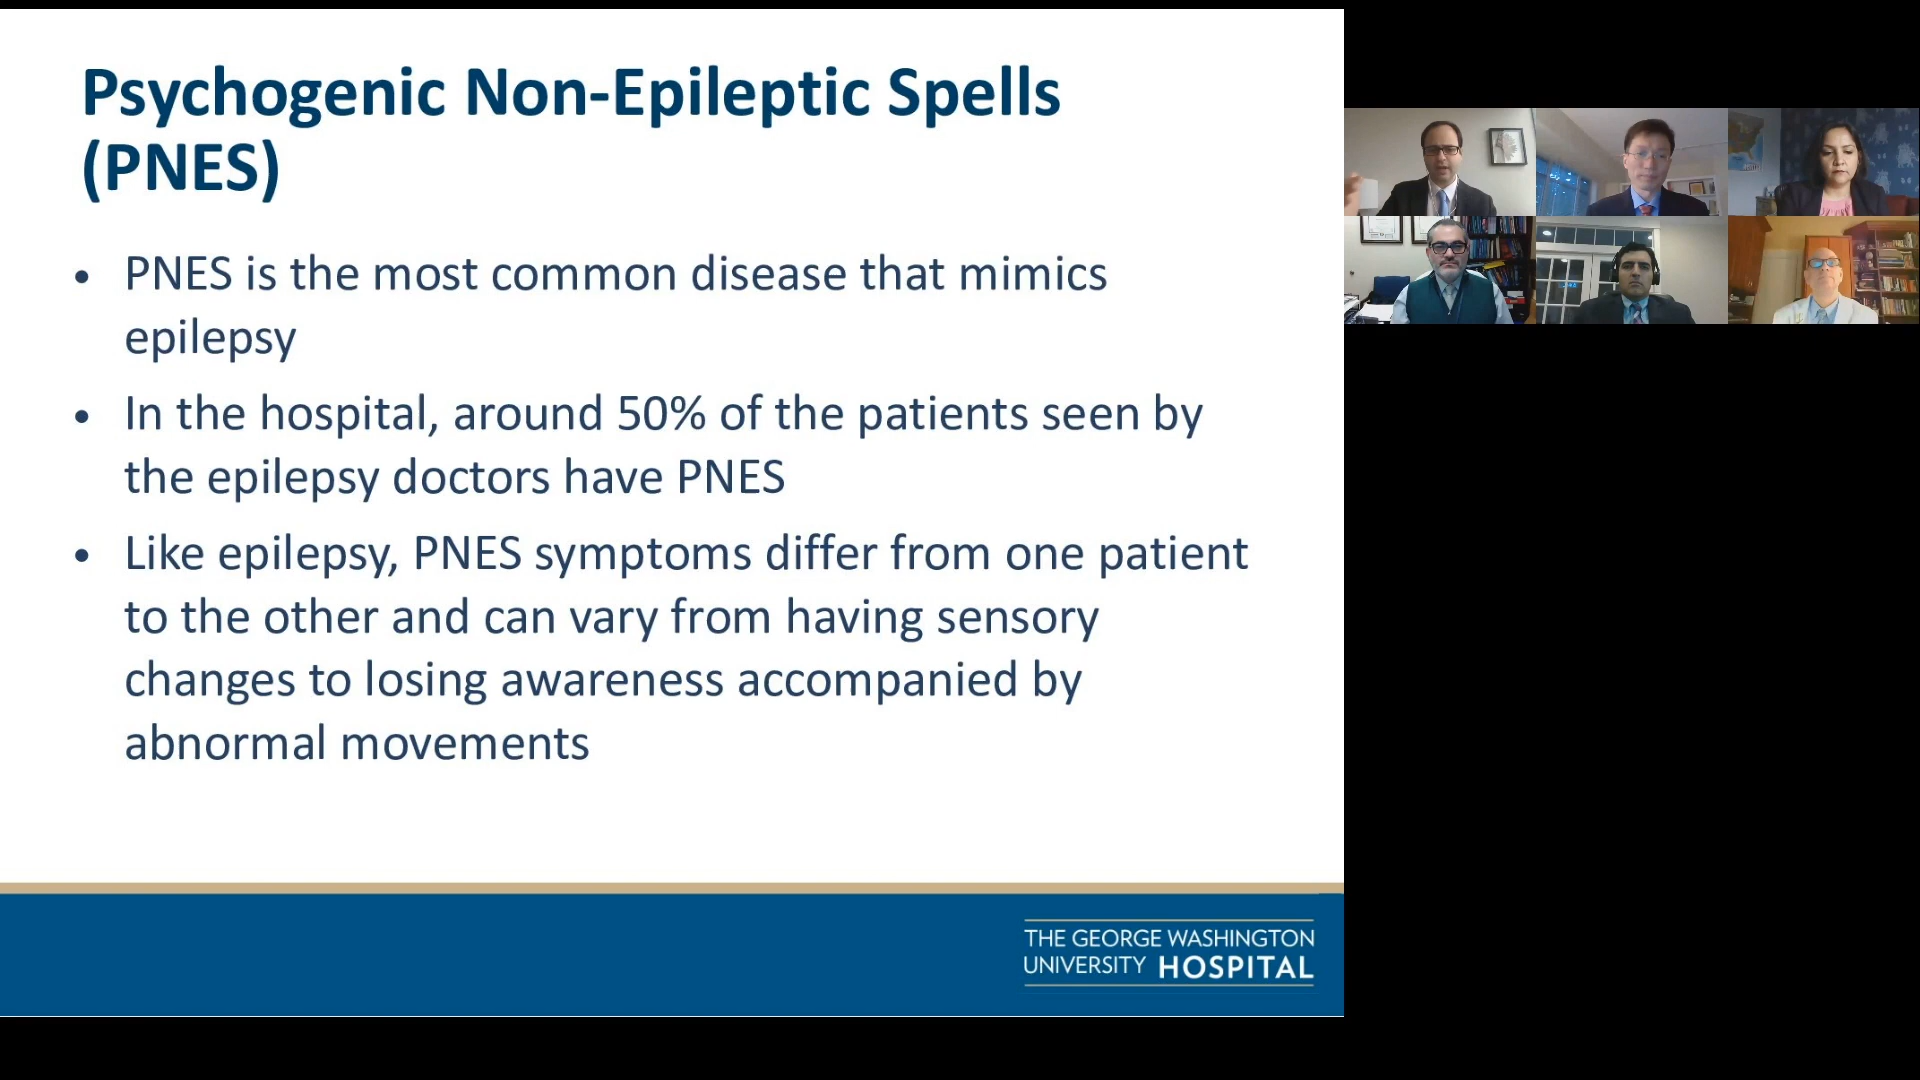 Psychogenic Non-Epileptic Spells
(PNES)
• PNES is the most common disease that mimics
epilepsy
• In the hospital, around 50% of the patients seen by
the epilepsy doctors have PNES
• Like epilepsy, PNES symptoms differ from one patient
to the other and can vary from having sensory
changes to losing awareness accompanied by
abnormal movements
THE GEORGE WASHINGTON
UNIVERSITY HOSPITAL